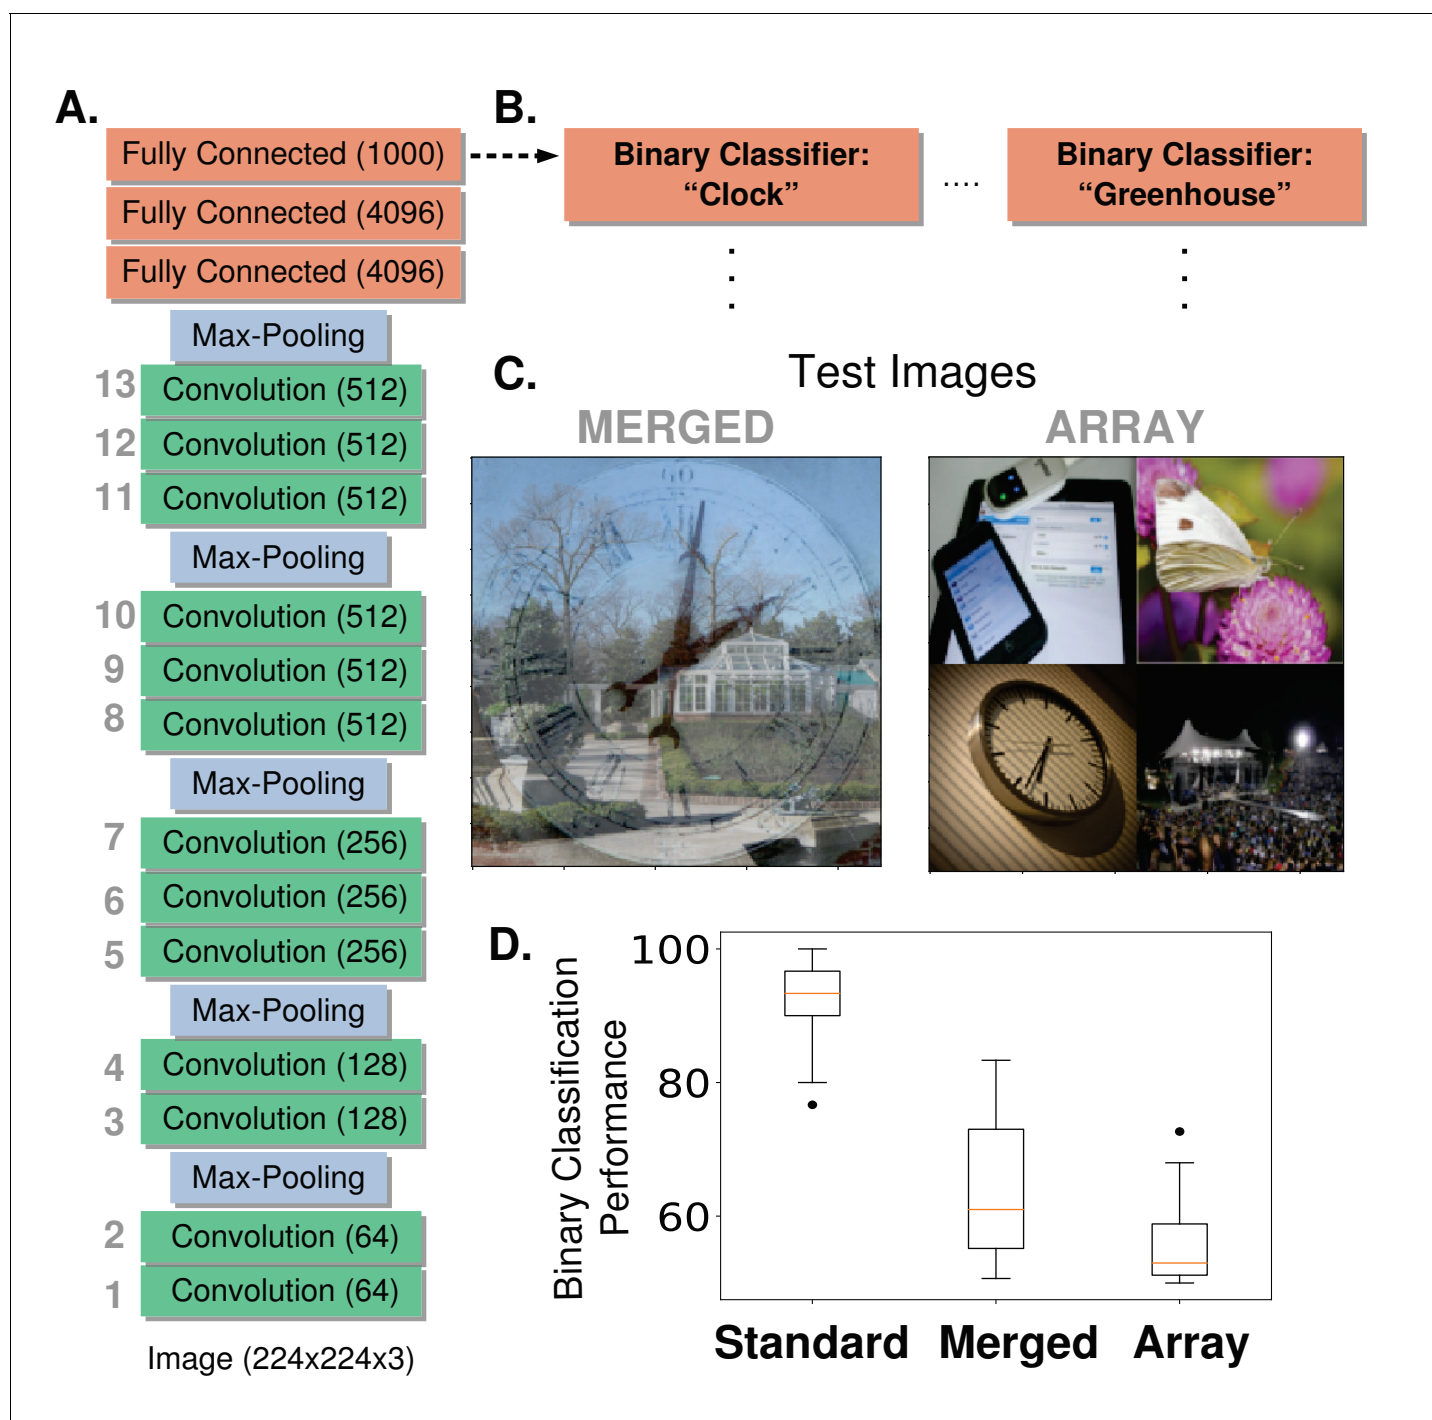 A.
Fully Connected (1000)
Fully Connected (4096)
Fully Connected (4096)
Max-Pooling
13 Convolution (512)
12 Convolution (512)
11 Convolution (512)
Max-Pooling
10 Convolution (512)
9 Convolution (512)
8 Convolution (512)
Max-Pooling
7 Convolution (256)
6 Convolution (256)
5 Convolution (256)
Max-Pooling
4 Convolution (128)
3 Convolution (128)
Max-Pooling
2 Convolution (64)
1 Convolution (64)
Image (224x224x3)
B.
Binary Classifier:
“Clock”
....
Binary Classifier:
“Greenhouse”
C.
Test Images
MERGED
ARRAY
D.
Binary Classification
Performance
100
80
60
Standard Merged Array